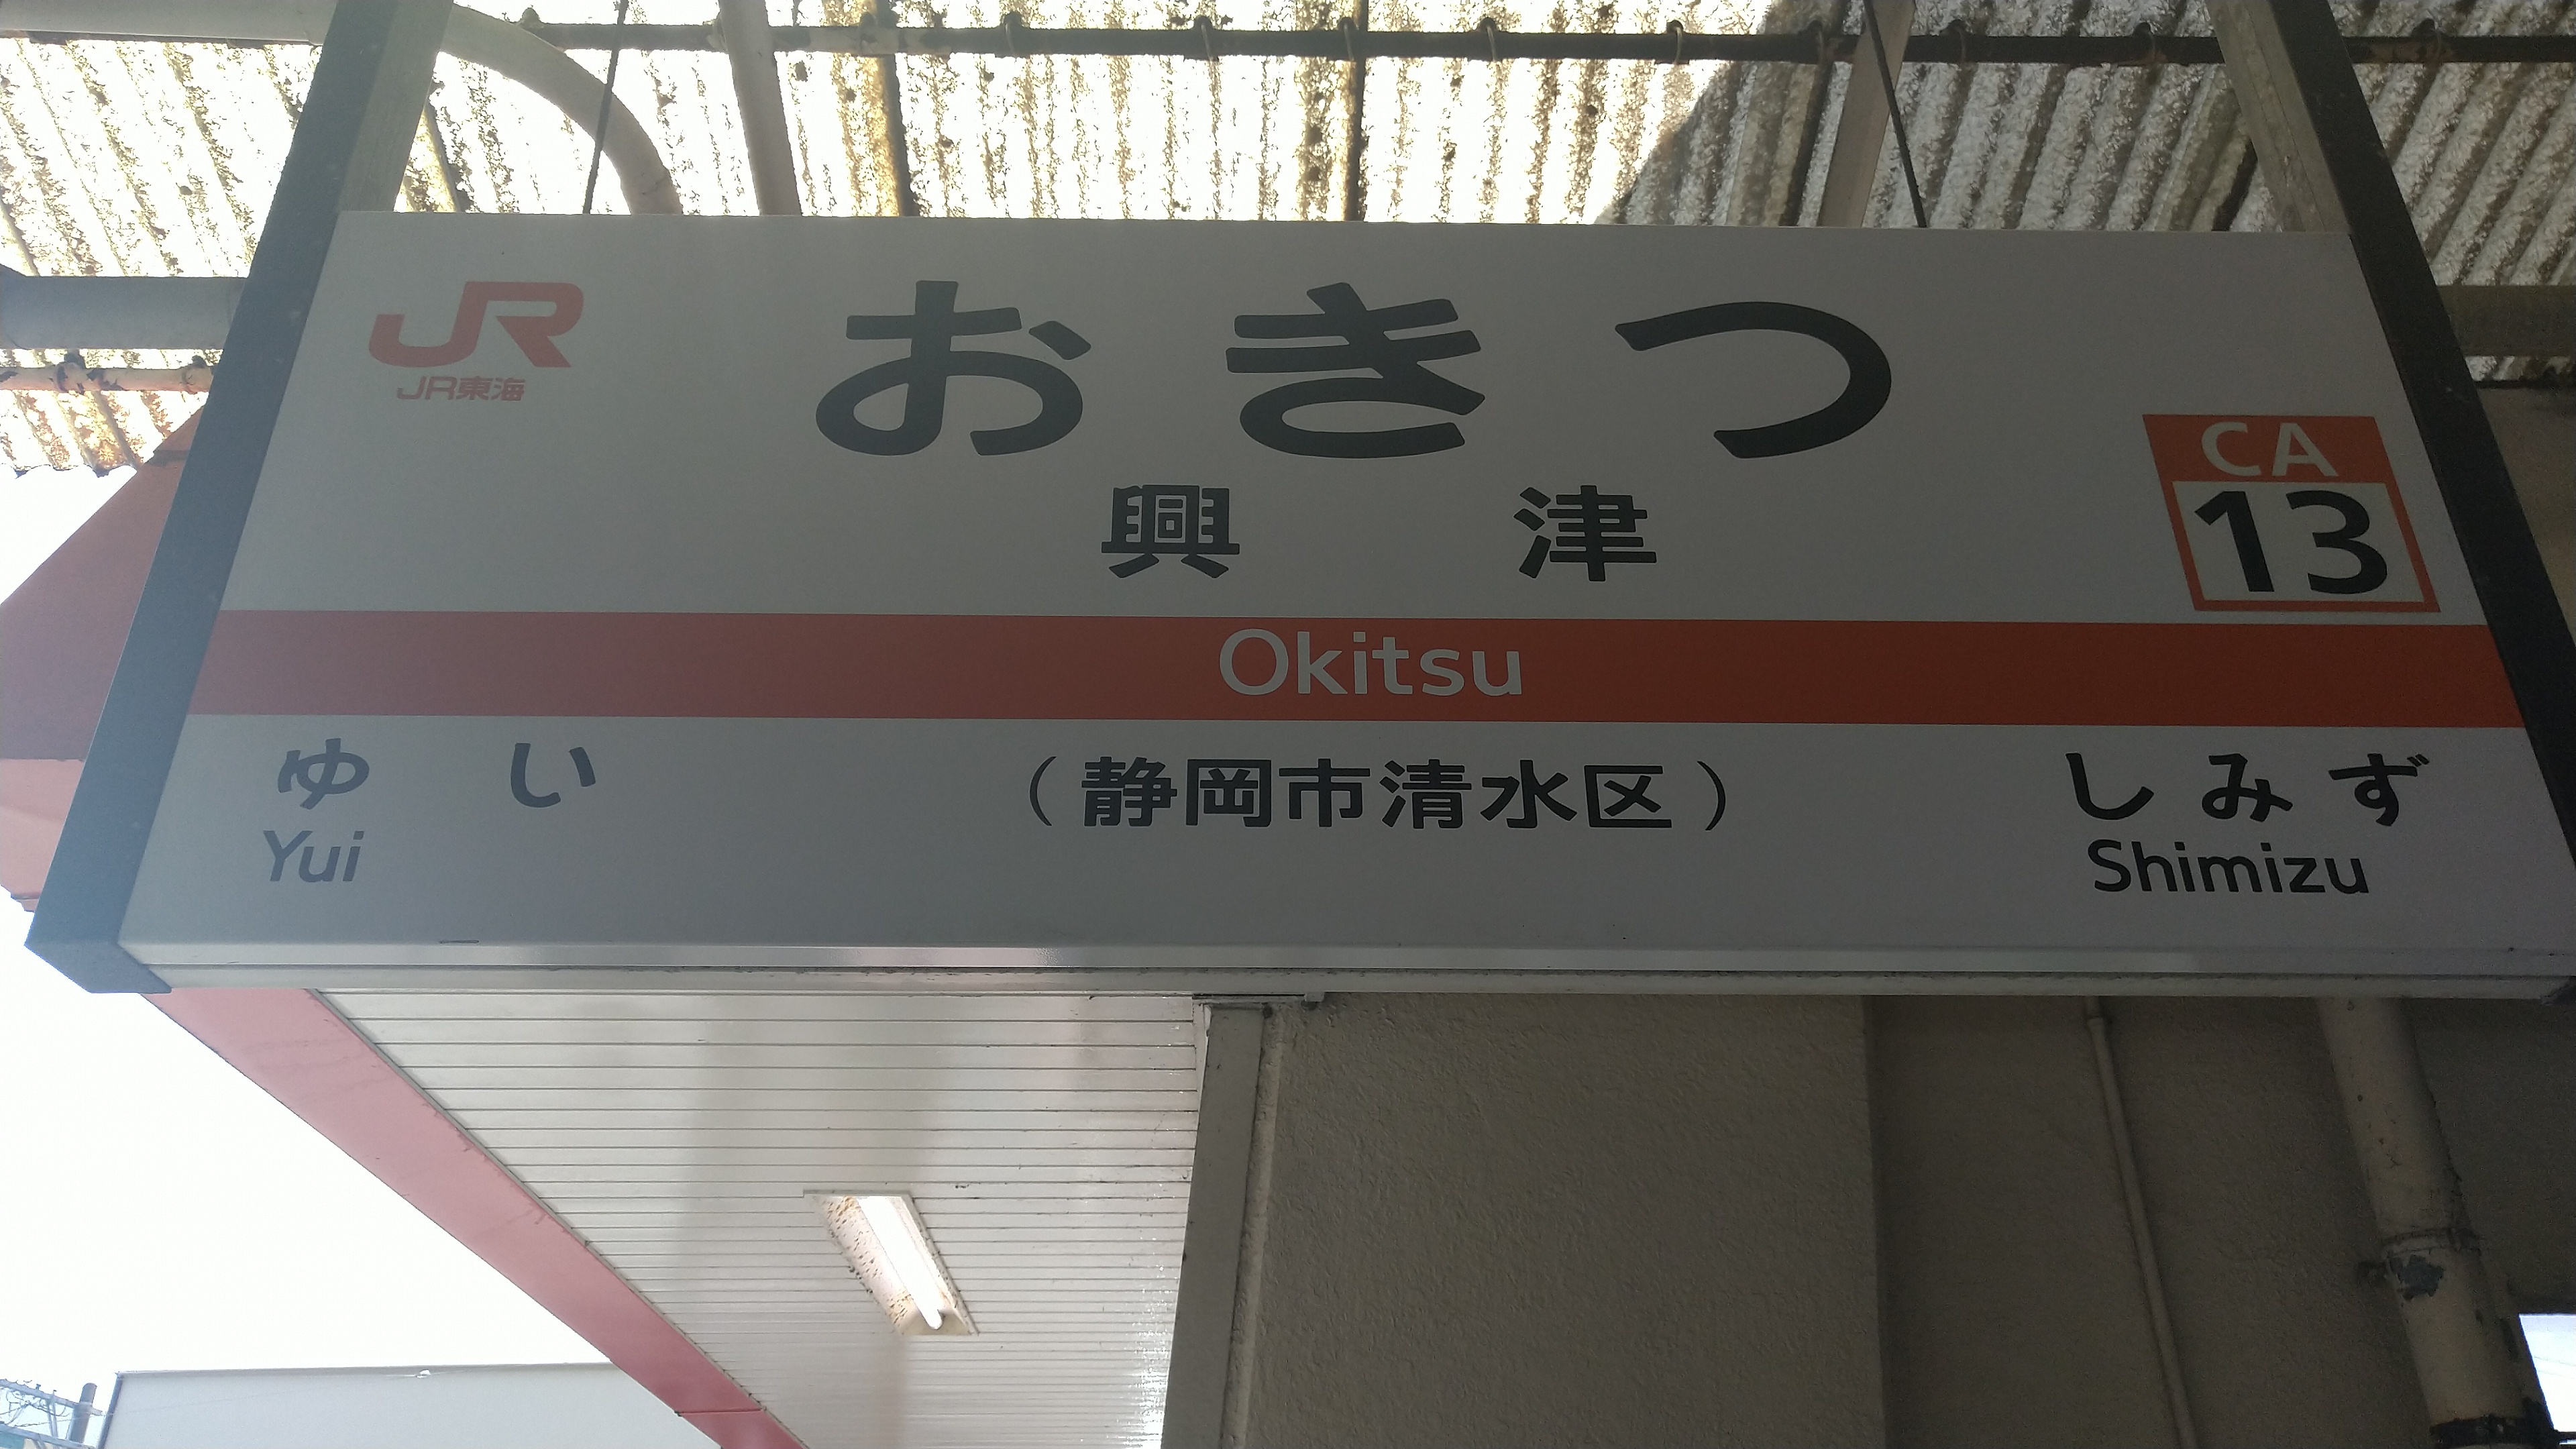 JR
JR東海
おきつ
興津
CA
13
Okitsu
ゆい
Yui
(静岡市清水区)
しみず
Shimizu